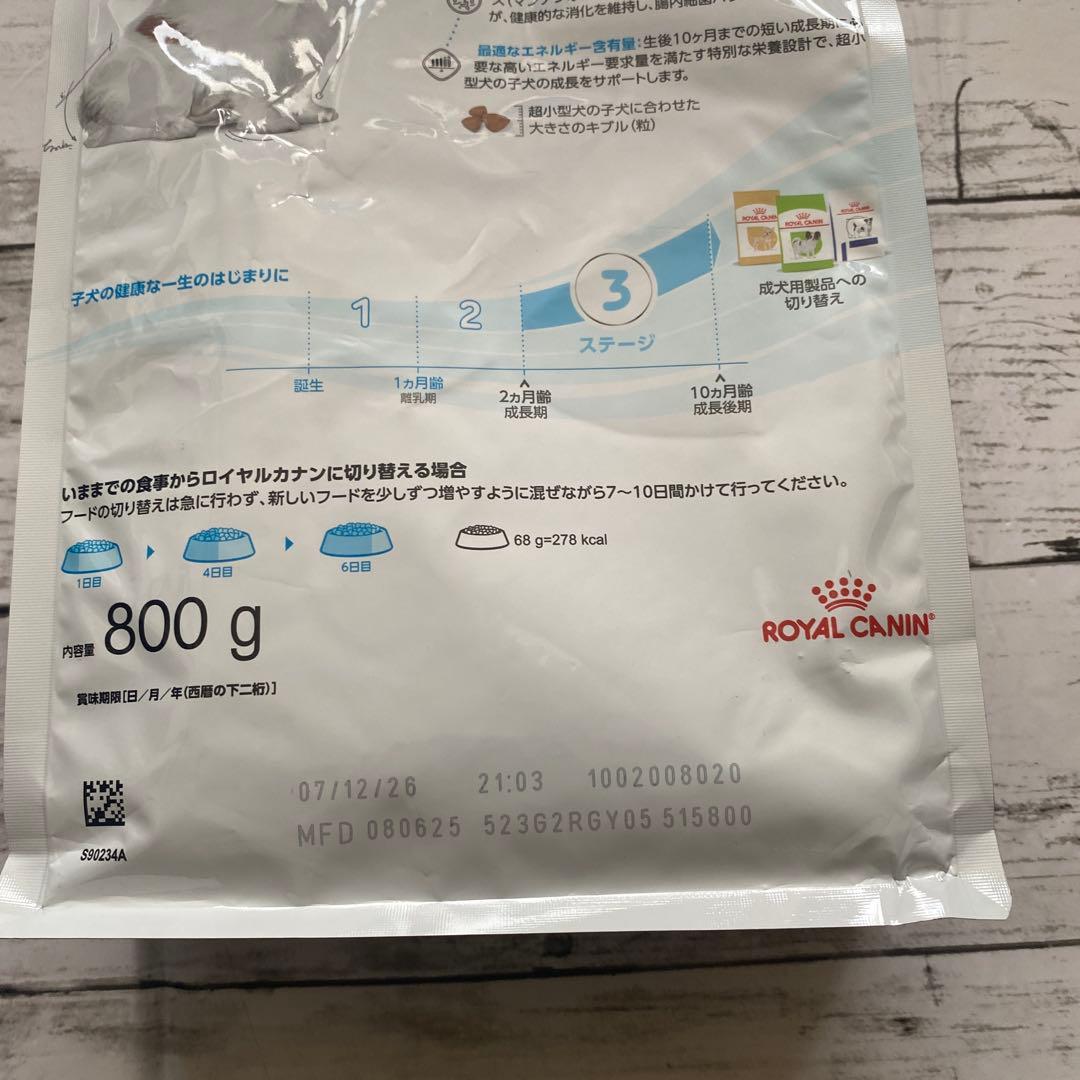 が、健康的な消化を維持し、腸内細菌
最適なエネルギー含有量:生後10ヶ月までの短い成長期に必
要な高いエネルギー要求量を満たす特別な栄養設計で、超小
型犬の子犬の成長をサポートします。
超小型犬の子犬に合わせた
大きさのキブル(粒)
ROYAL CANIN
ROYAL CANIN
ROYAL CANIN
子犬の健康な一生のはじまりに
1
2
3
ステージ
成犬用製品への
切り替え
誕生
1ヵ月齢
離乳期
2ヵ月齢
成長期
10ヵ月齢
成長後期
いままでの食事からロイヤルカナンに切り替える場合
フードの切り替えは急に行わず、新しいフードを少しずつ増やすように混ぜながら7〜10日間かけて行ってください。
1日目
4日目
6日目
68 g=278 kcal
内容量 800 g
ROYAL CANIN®
賞味期限[日/月/年(西暦の下二桁)]
07/12/26 21:03 1002008020
MFD 080625 523G2RGY05 515800
S90234A